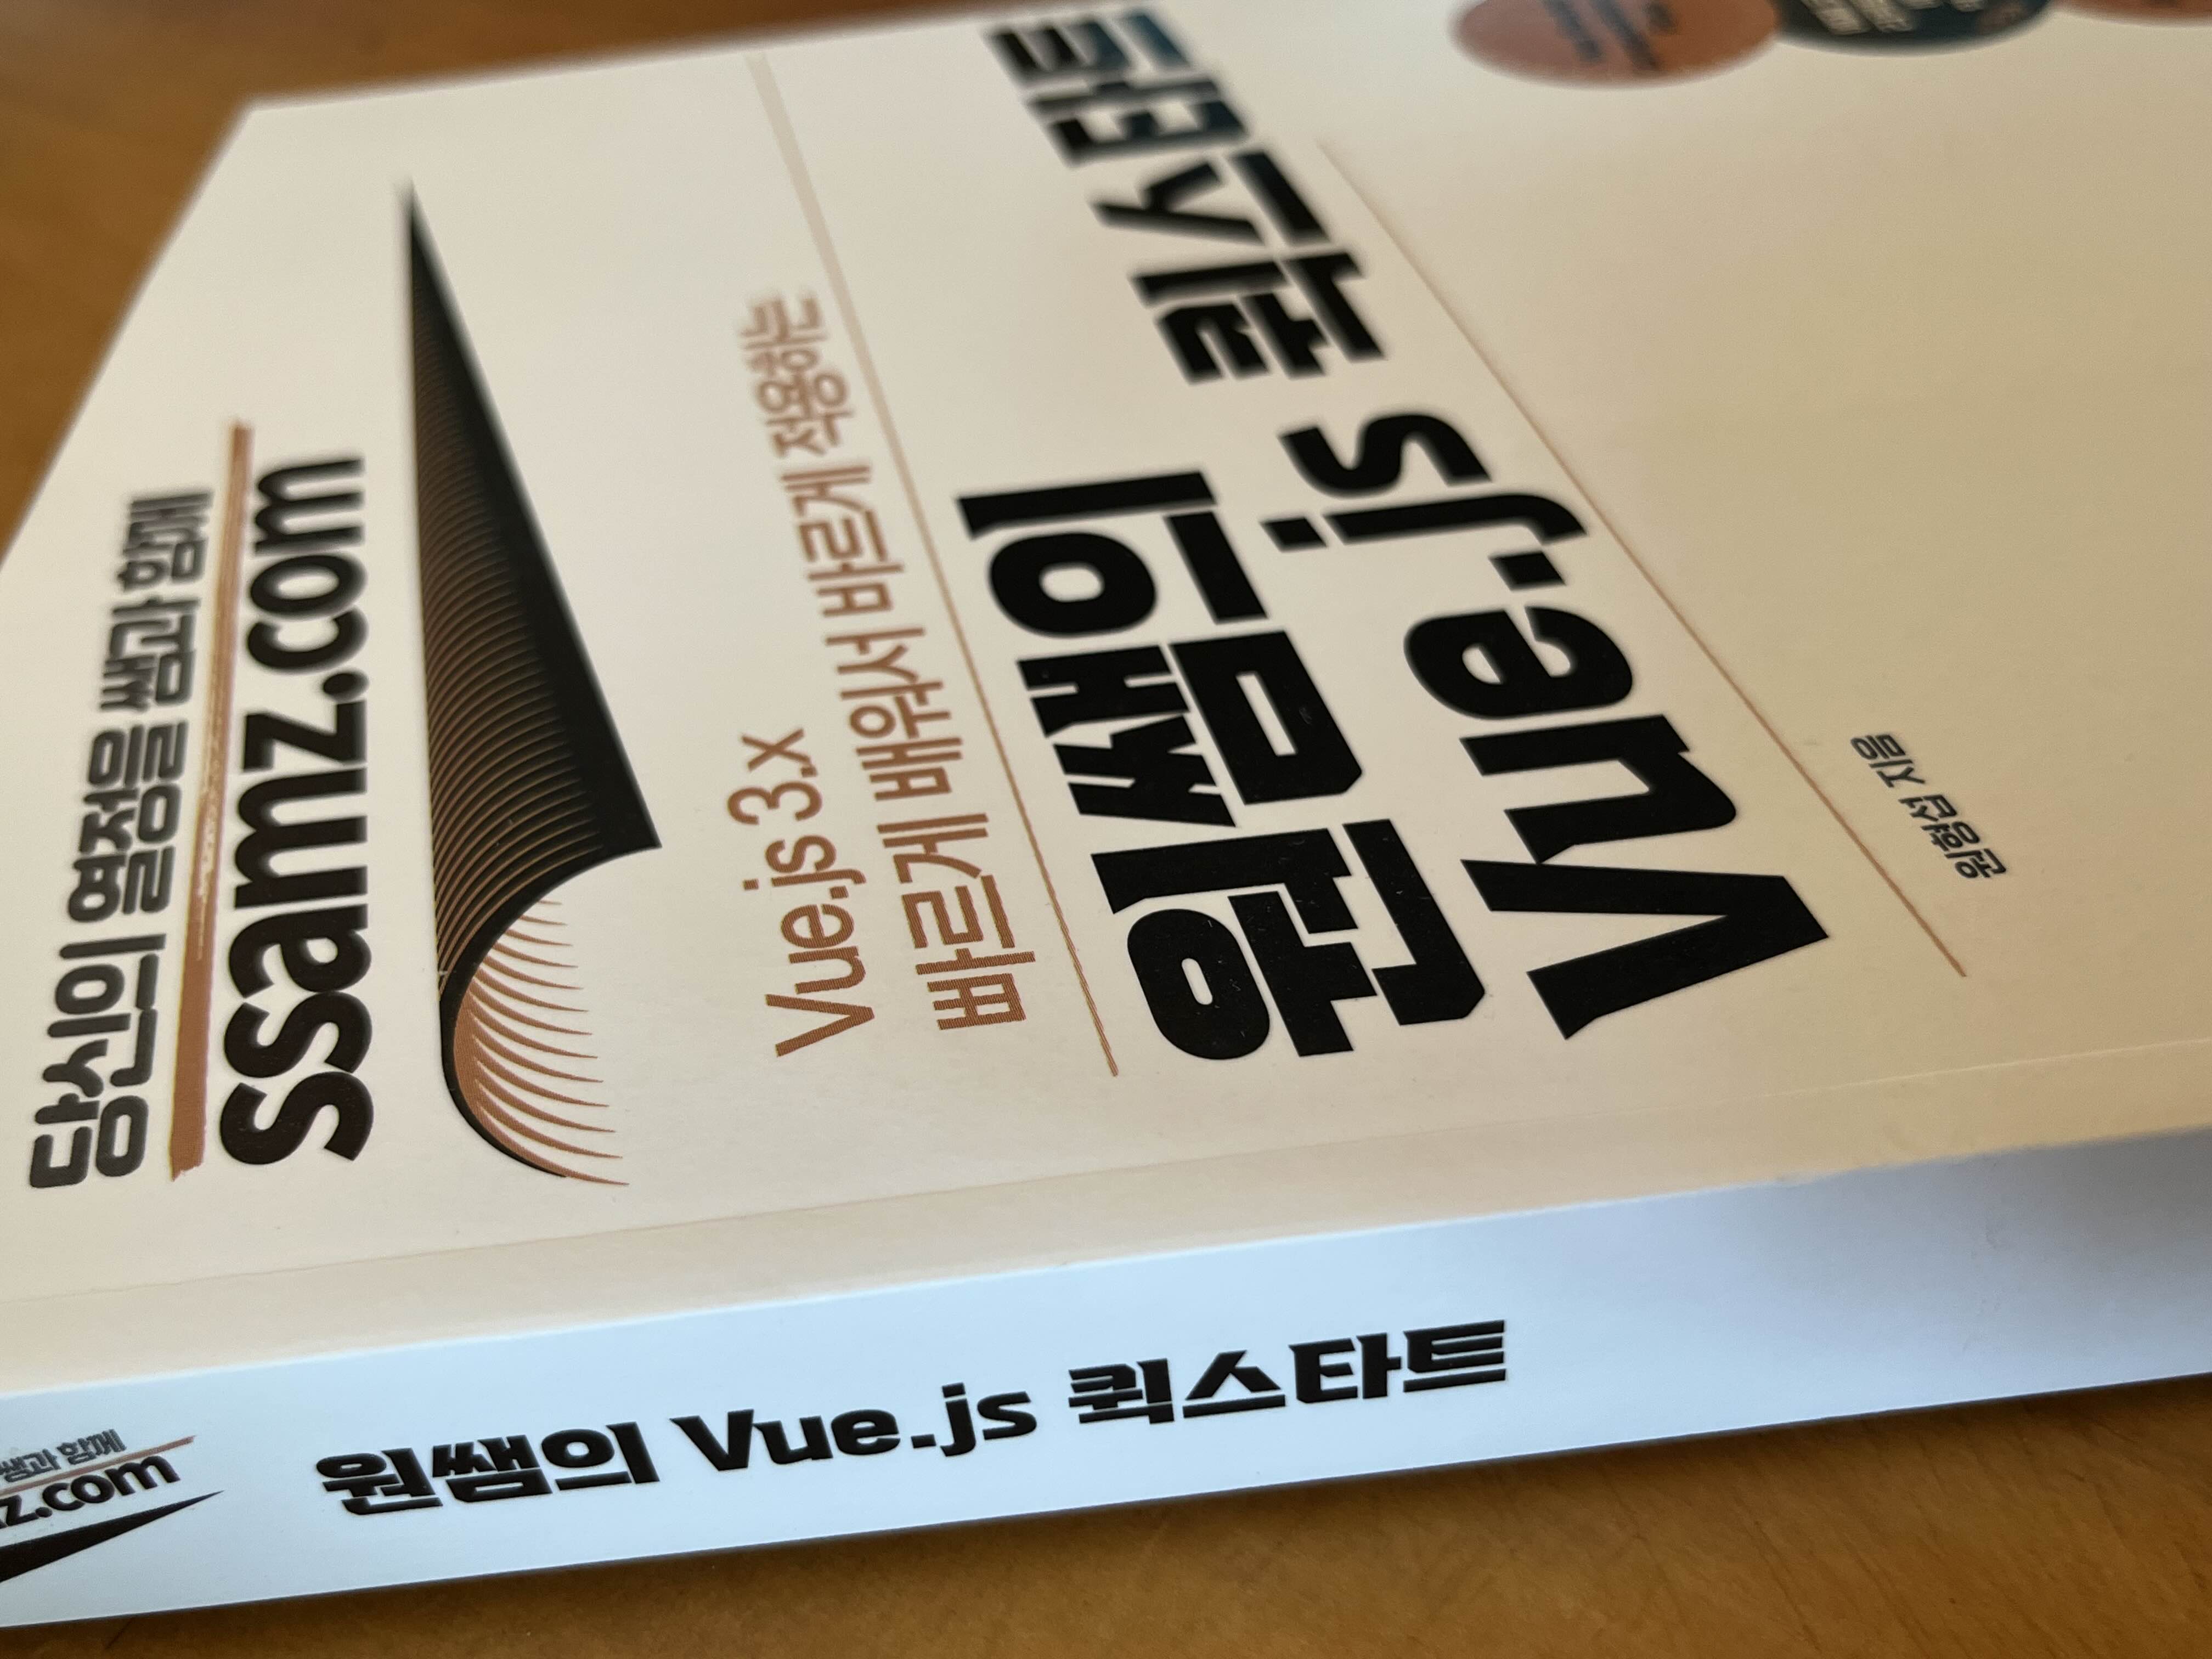 당신의 열정을 쌤과 함께
ssamz.com
Vue.js 3.x
빠르게 배워서 바르게 적용하는
원쌤의
Vue.js 퀵스타트
원형섭 지음
쌤과 함께
z.com
원쌤의 Vue.js 퀵스타트